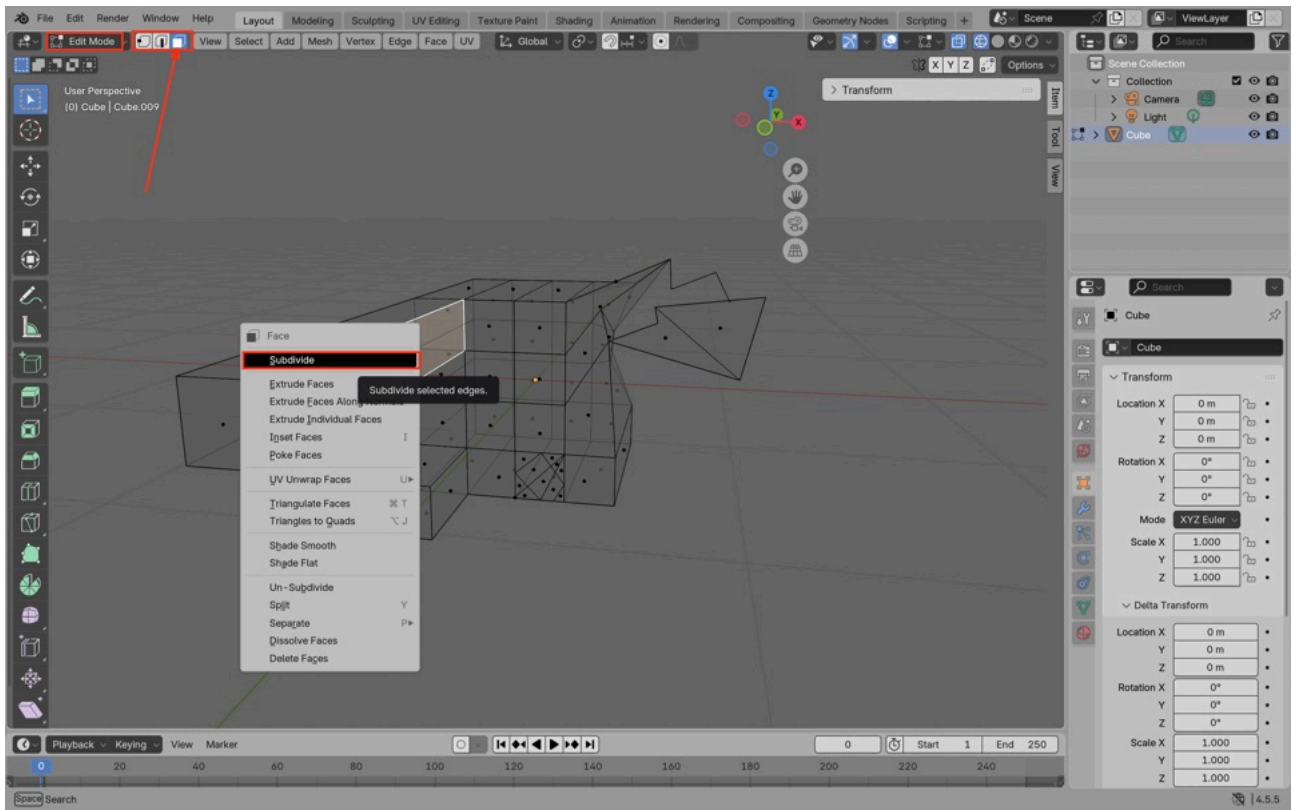 File Edit Render Window Help Layout Modeling Sculpting UV Editing Texture Paint Shading Animation Rendering Compositing Geometry Nodes Scripting + Scene ViewLayer
Edit Mode View Select Add Mesh Vertex Edge Face UV Global Search
X Y Z Options
User Perspective
(0) Cube | Cube.009
Z
Y
X
Transform
Item
Tool
View
Scene Collection
Collection
Camera
Light
Cube
Face
Subdivide
Subdivide selected edges.
Extrude Faces
Extrude Faces Along Normals
Extrude Individual Faces
Inset Faces I
Poke Faces
UV Unwrap Faces U
Triangulate Faces ⌘ T
Triangles to Quads ⌥ J
Shade Smooth
Shade Flat
Un-Subdivide
Split Y
Separate P
Dissolve Faces
Delete Faces
Search
Cube
Cube
Transform
Location X 0 m
Y 0 m
Z 0 m
Rotation X 0°
Y 0°
Z 0°
Mode XYZ Euler
Scale X 1.000
Y 1.000
Z 1.000
Delta Transform
Location X 0 m
Y 0 m
Z 0 m
Rotation X 0°
Y 0°
Z 0°
Scale X 1.000
Y 1.000
Z 1.000
Playback Keying View Marker 0 Start 1 End 250
0 20 40 60 80 100 120 140 160 180 200 220 240
Space Search 4.5.5